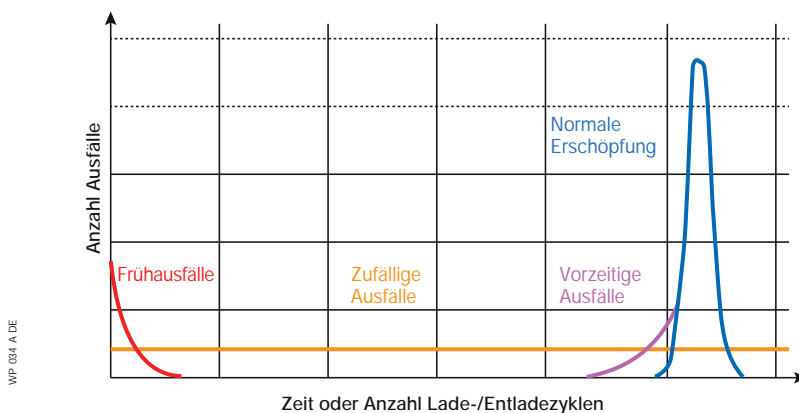 Anzahl Ausfälle
Normale
Erschöpfung
Frühausfälle
Zufällige
Ausfälle
Vorzeitige
Ausfälle
WP 034 A DE
Zeit oder Anzahl Lade-/Entladezyklen